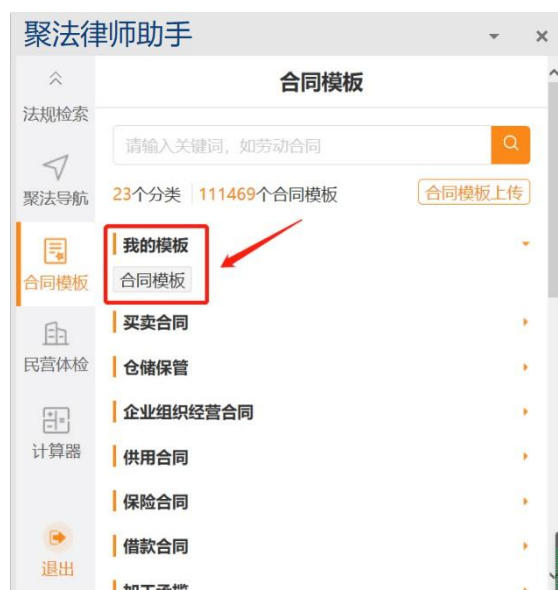 聚法律师助手
合同模板
法规检索
请输入关键词，如劳动合同
聚法导航
23个分类 111469个合同模板 合同模板上传
我的模板
合同模板
合同模板
买卖合同
民营体检
仓储保管
企业组织经营合同
计算器
供用合同
保险合同
借款合同
退出
加工承揽